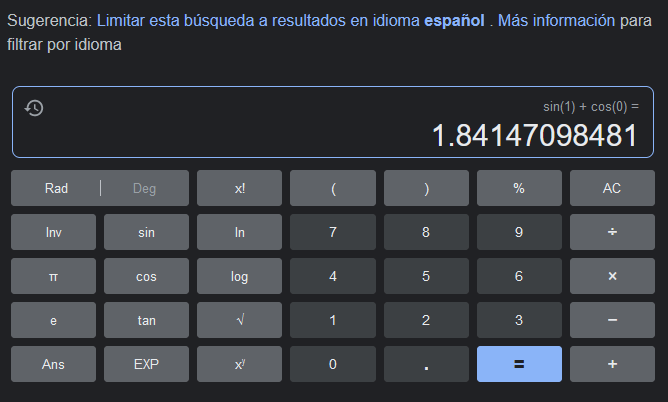 Sugerencia: Limitar esta búsqueda a resultados en idioma español . Más información para
filtrar por idioma
sin(1) + cos(0) =
1.84147098481
Rad | Deg x! ( ) % AC
Inv sin ln 7 8 9 ÷
π cos log 4 5 6 ×
e tan √ 1 2 3 −
Ans EXP xʸ 0 . = +